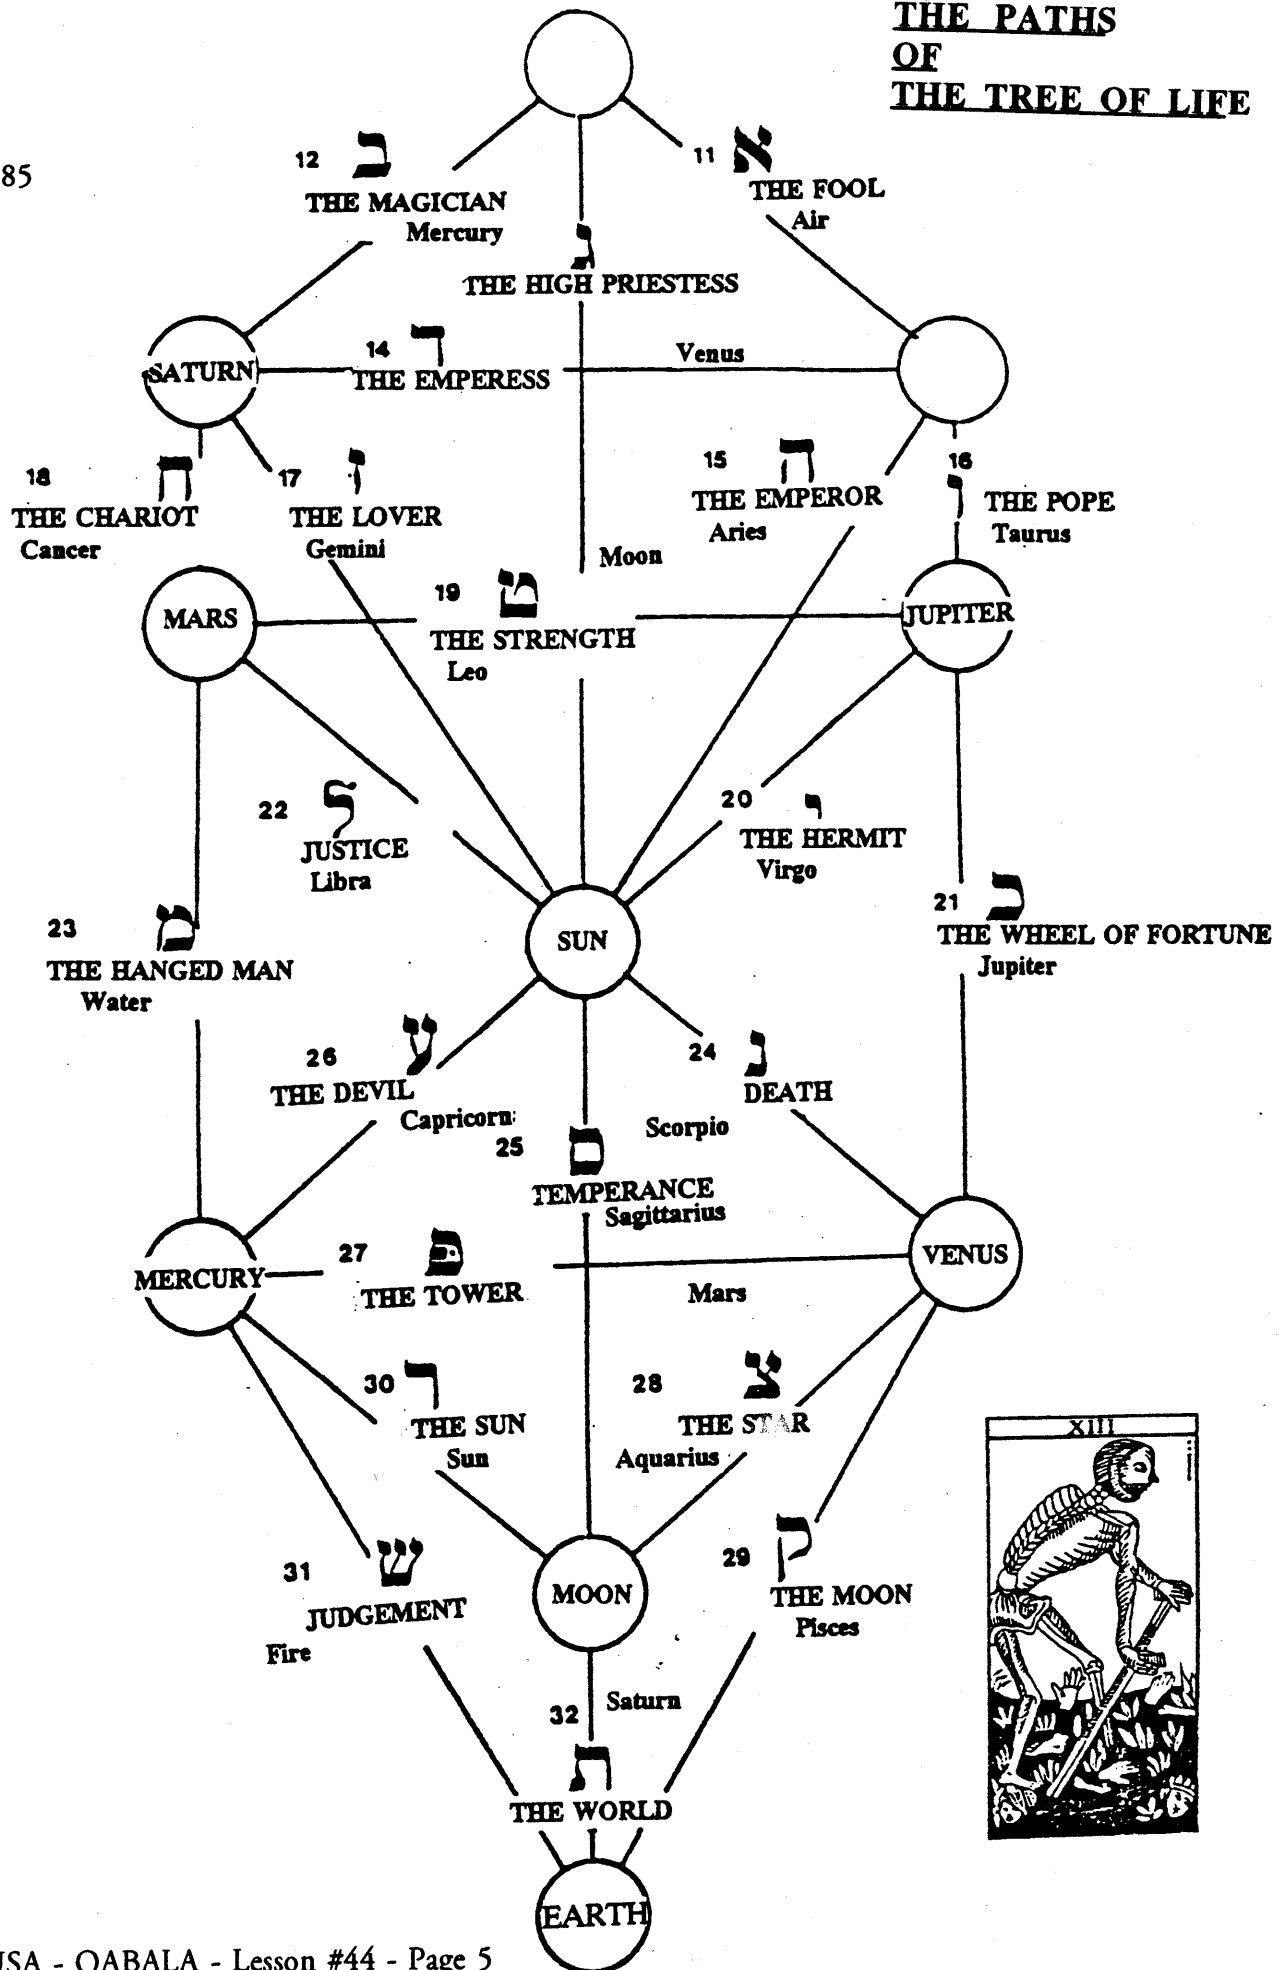 THE PATHS
OF
THE TREE OF LIFE
85
12 ב
THE MAGICIAN
Mercury
11 א
THE FOOL
Air
ג
THE HIGH PRIESTESS
SATURN
14 ד
THE EMPERESS
Venus
18 ח
THE CHARIOT
Cancer
17 ו
THE LOVER
Gemini
15 ה
THE EMPEROR
Aries
16
ו
THE POPE
Taurus
Moon
MARS
19 ט
THE STRENGTH
Leo
JUPITER
22 ל
JUSTICE
Libra
20 י
THE HERMIT
Virgo
23 מ
THE HANGED MAN
Water
SUN
21 כ
THE WHEEL OF FORTUNE
Jupiter
26 ע
THE DEVIL
Capricorn
24 נ
DEATH
Scorpio
25 ס
TEMPERANCE
Sagittarius
MERCURY
27 פ
THE TOWER
Mars
VENUS
30 ר
THE SUN
Sun
28 צ
THE STAR
Aquarius
XIII
31 ש
JUDGEMENT
Fire
MOON
29 ק
THE MOON
Pisces
Saturn
32
ת
THE WORLD
EARTH
USA - QABALA - Lesson #44 - Page 5